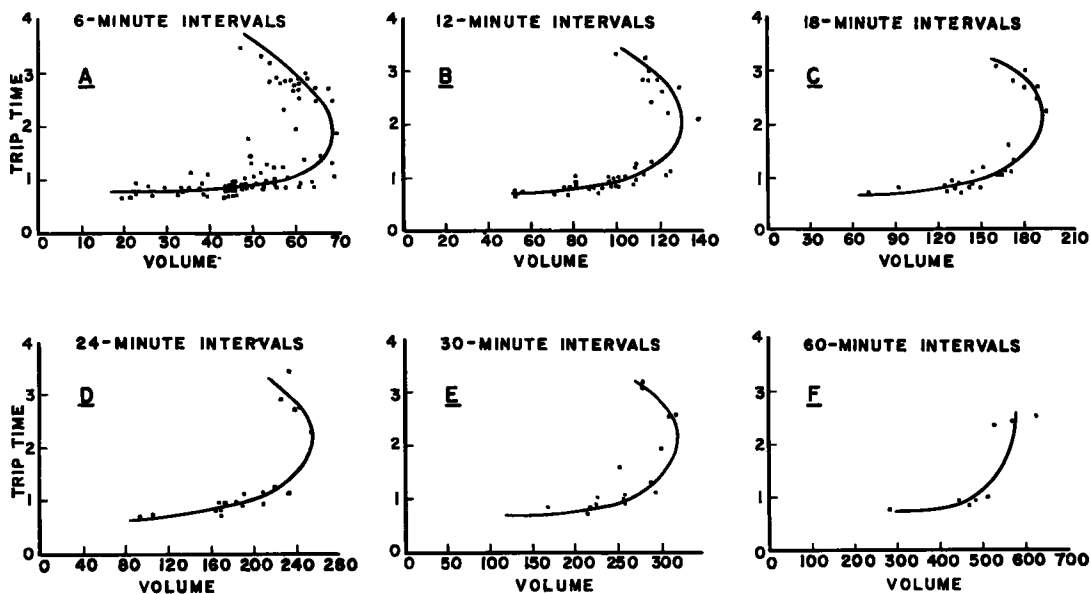 6-MINUTE INTERVALS
A
TRIP TIME
4
3
2
1
0
0 10 20 30 40 50 60 70
VOLUME
12-MINUTE INTERVALS
B
4
3
2
1
0
0 20 40 60 80 100 120 140
VOLUME
18-MINUTE INTERVALS
C
4
3
2
1
0
0 30 60 90 120 150 180 210
VOLUME
24-MINUTE INTERVALS
D
TRIP TIME
4
3
2
1
0
0 40 80 120 160 200 240 280
VOLUME
30-MINUTE INTERVALS
E
4
3
2
1
0
0 50 100 150 200 250 300
VOLUME
60-MINUTE INTERVALS
F
4
3
2
1
0
0 100 200 300 400 500 600 700
VOLUME